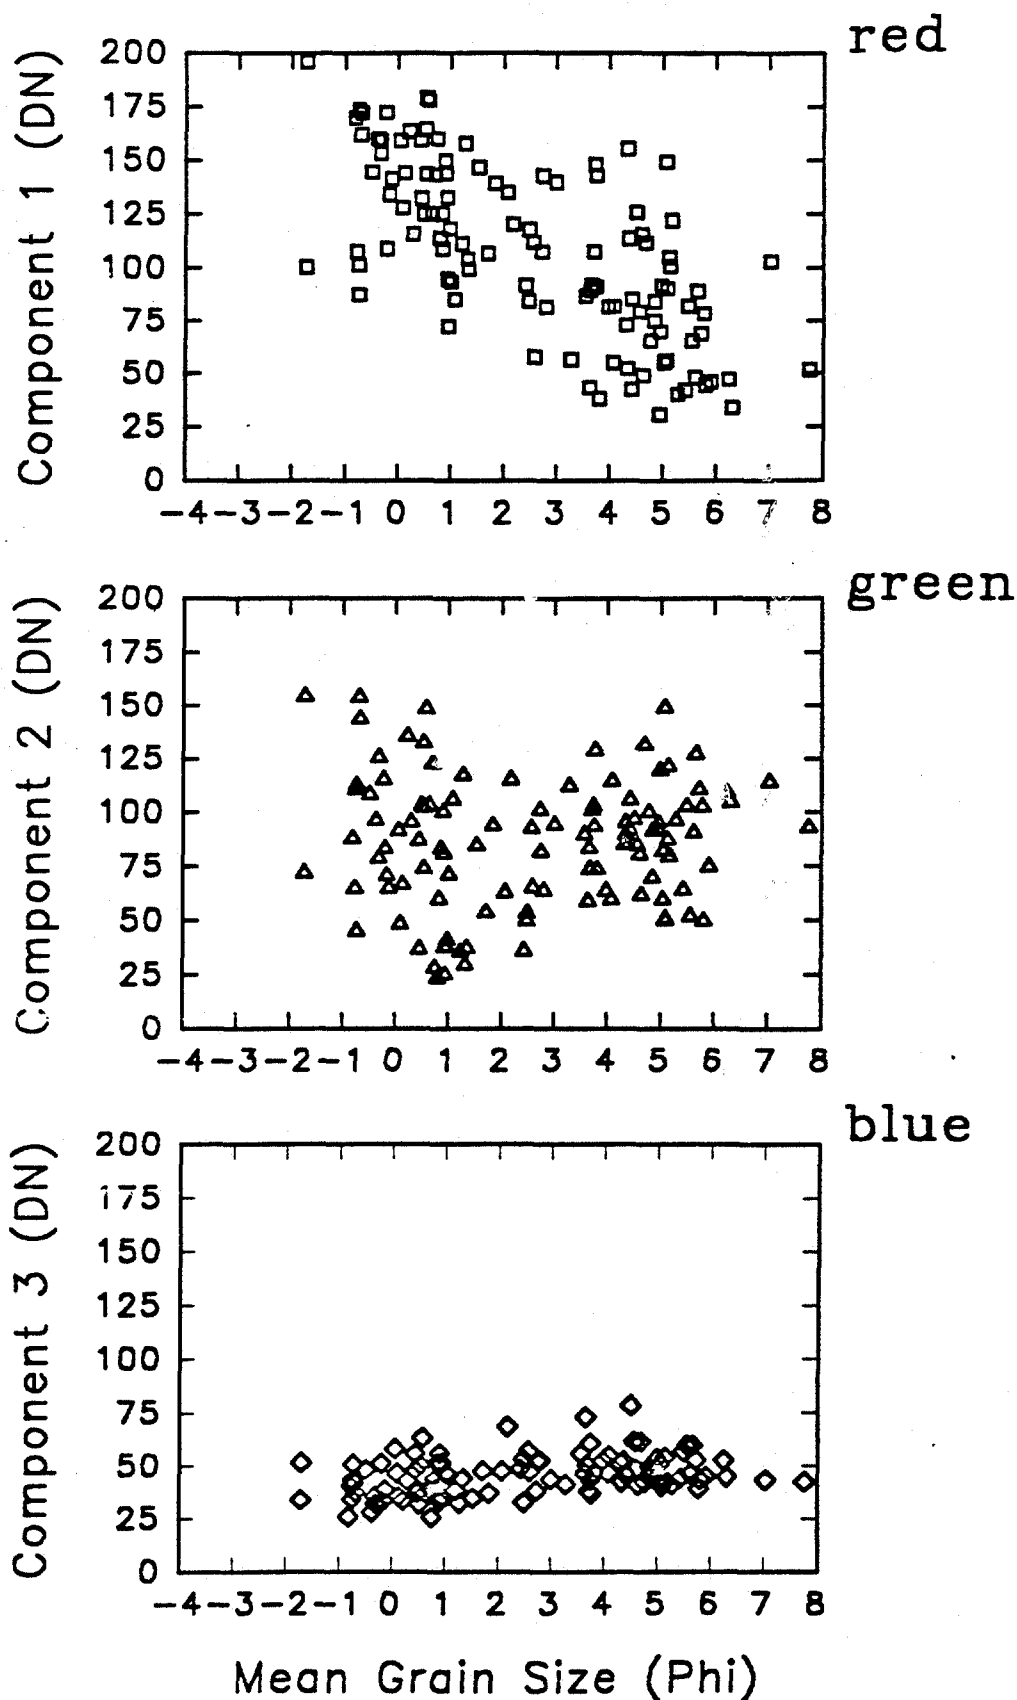 red
Component 1 (DN)
200
175
150
125
100
75
50
25
0
-4 -3 -2 -1 0 1 2 3 4 5 6 7 8
green
Component 2 (DN)
200
175
150
125
100
75
50
25
0
-4 -3 -2 -1 0 1 2 3 4 5 6 7 8
blue
Component 3 (DN)
200
175
150
125
100
75
50
25
0
-4 -3 -2 -1 0 1 2 3 4 5 6 7 8
Mean Grain Size (Phi)